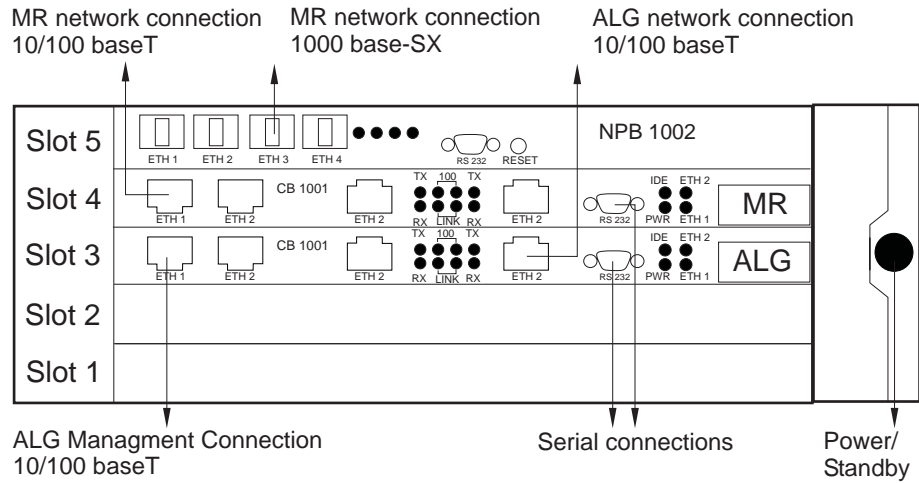 MR network connection
10/100 baseT
MR network connection
1000 base-SX
ALG network connection
10/100 baseT
Slot 5
ETH 1
ETH 2
ETH 3
ETH 4
RS 232
RESET
NPB 1002
Slot 4
ETH 1
ETH 2
CB 1001
ETH 2
TX 100 TX
RX LINK RX
ETH 2
RS 232
IDE ETH 2
PWR ETH 1
MR
Slot 3
ETH 1
ETH 2
CB 1001
ETH 2
TX 100 TX
RX LINK RX
ETH 2
RS 232
IDE ETH 2
PWR ETH 1
ALG
Slot 2
Slot 1
ALG Managment Connection
10/100 baseT
Serial connections
Power/
Standby